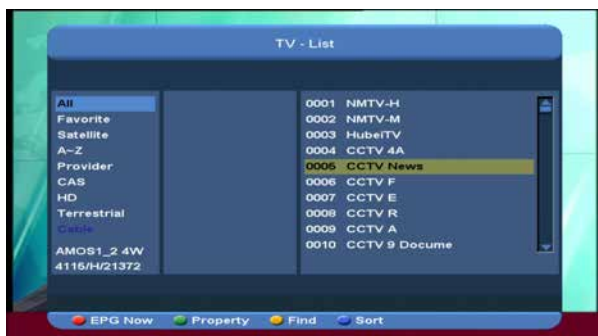 TV - List
All
Favorite
Satellite
A~Z
Provider
CAS
HD
Terrestrial
Cable
AMOS1_2 4W
4116/H/21372
0001 NMTV-H
0002 NMTV-M
0003 HubeiTV
0004 CCTV 4A
0005 CCTV News
0006 CCTV F
0007 CCTV E
0008 CCTV R
0009 CCTV A
0010 CCTV 9 Docume
EPG Now Property Find Sort